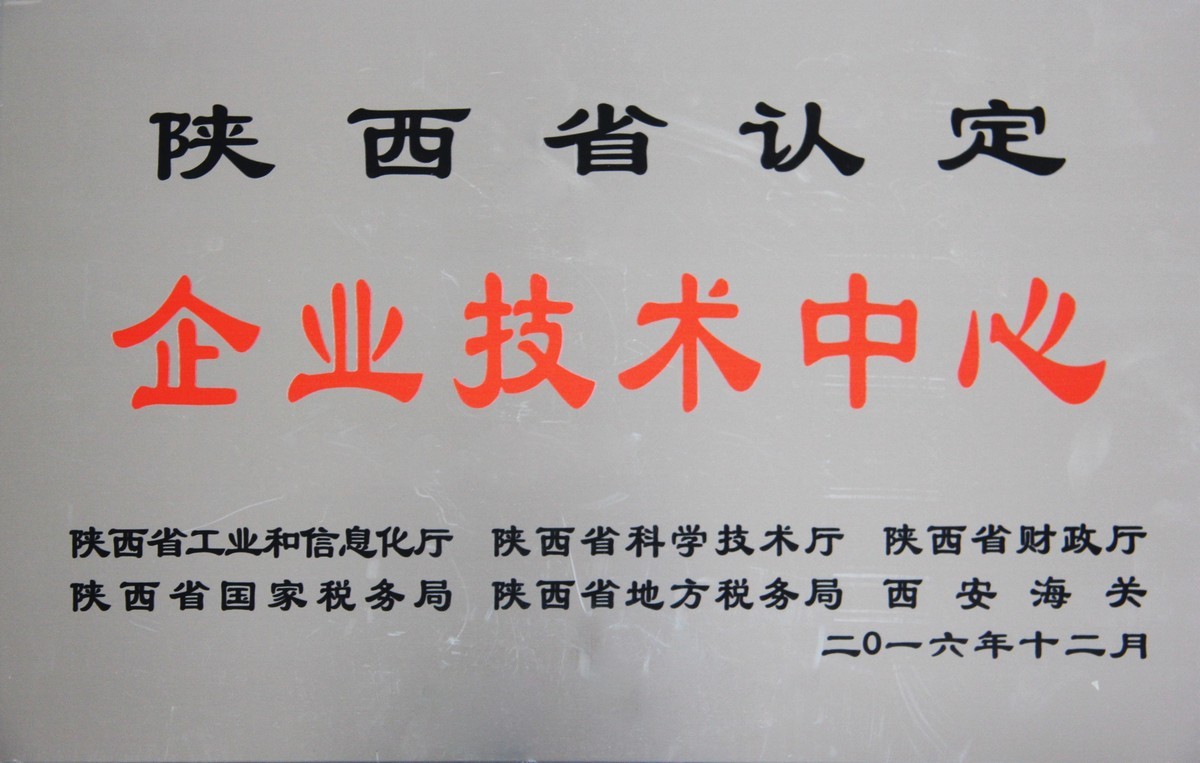 陕西省认定
企业技术中心
陕西省工业和信息化厅 陕西省科学技术厅 陕西省财政厅
陕西省国家税务局 陕西省地方税务局 西安海关
二0一六年十二月